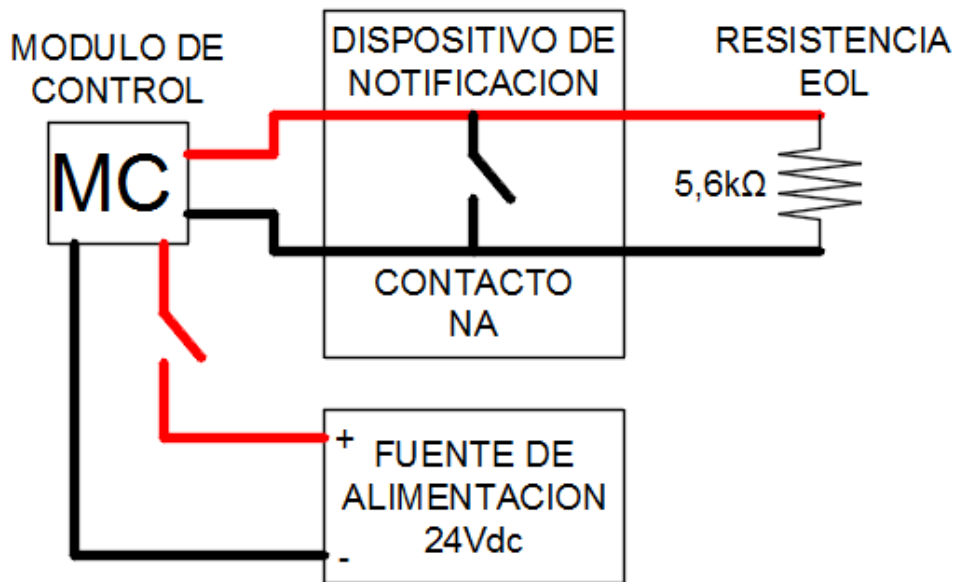 MODULO DE
CONTROL
MC
DISPOSITIVO DE
NOTIFICACION
CONTACTO
NA
RESISTENCIA
EOL
5,6kΩ
+
FUENTE DE
ALIMENTACION
24Vdc
-